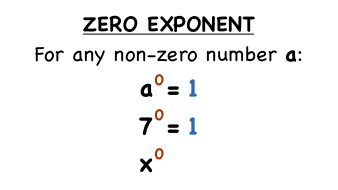 ZERO EXPONENT
For any non-zero number a:
a⁰ = 1
7⁰ = 1
x⁰